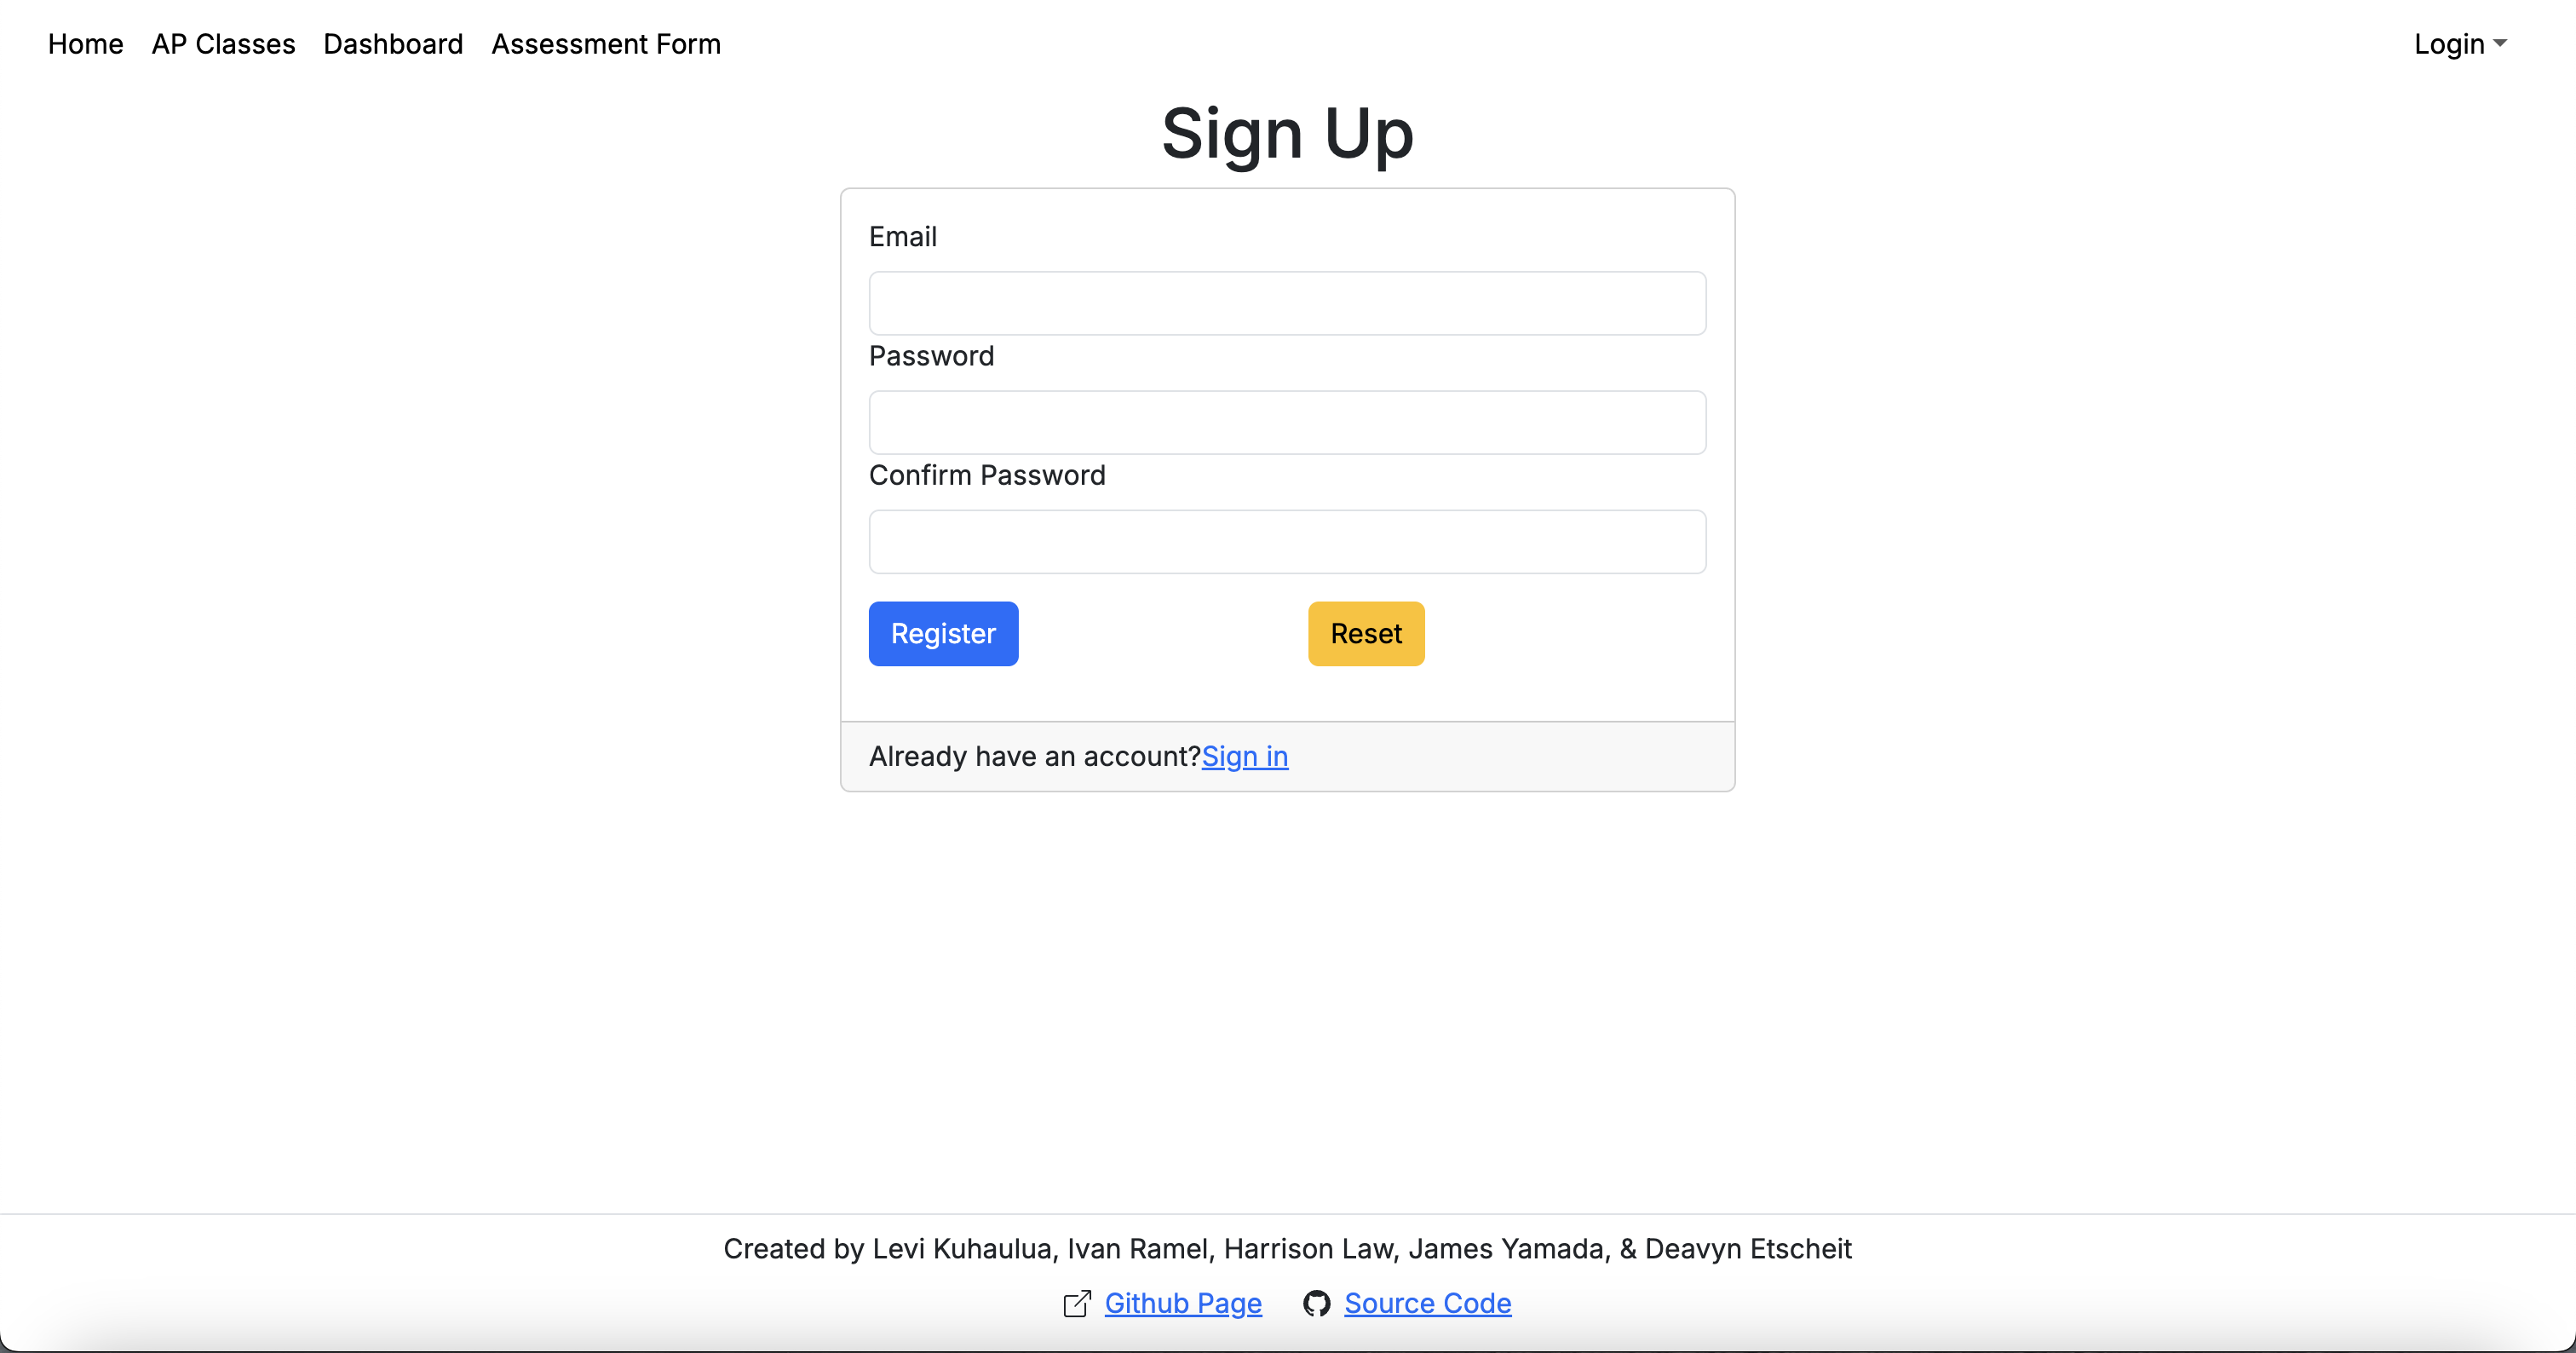 Home AP Classes Dashboard Assessment Form Login
Sign Up
Email
Password
Confirm Password
Register Reset
Already have an account?Sign in
Created by Levi Kuhaulua, Ivan Ramel, Harrison Law, James Yamada, & Deavyn Etscheit
Github Page Source Code